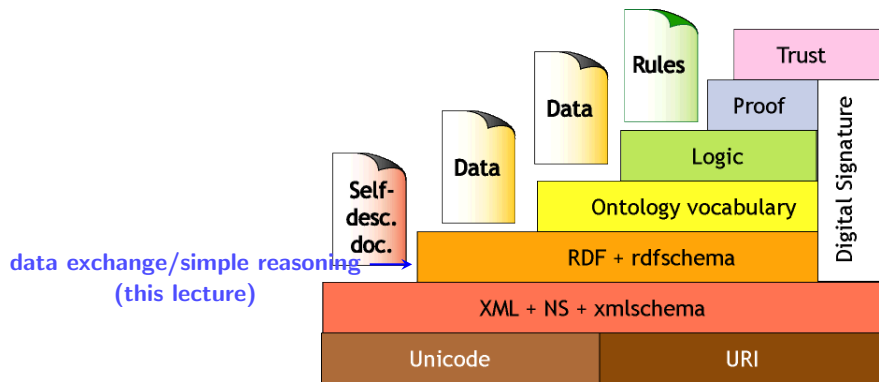 Trust
Rules
Proof
Digital Signature
Data
Logic
Data
Ontology vocabulary
Self-
desc.
doc.
data exchange/simple reasoning
(this lecture)
RDF + rdfschema
XML + NS + xmlschema
Unicode
URI